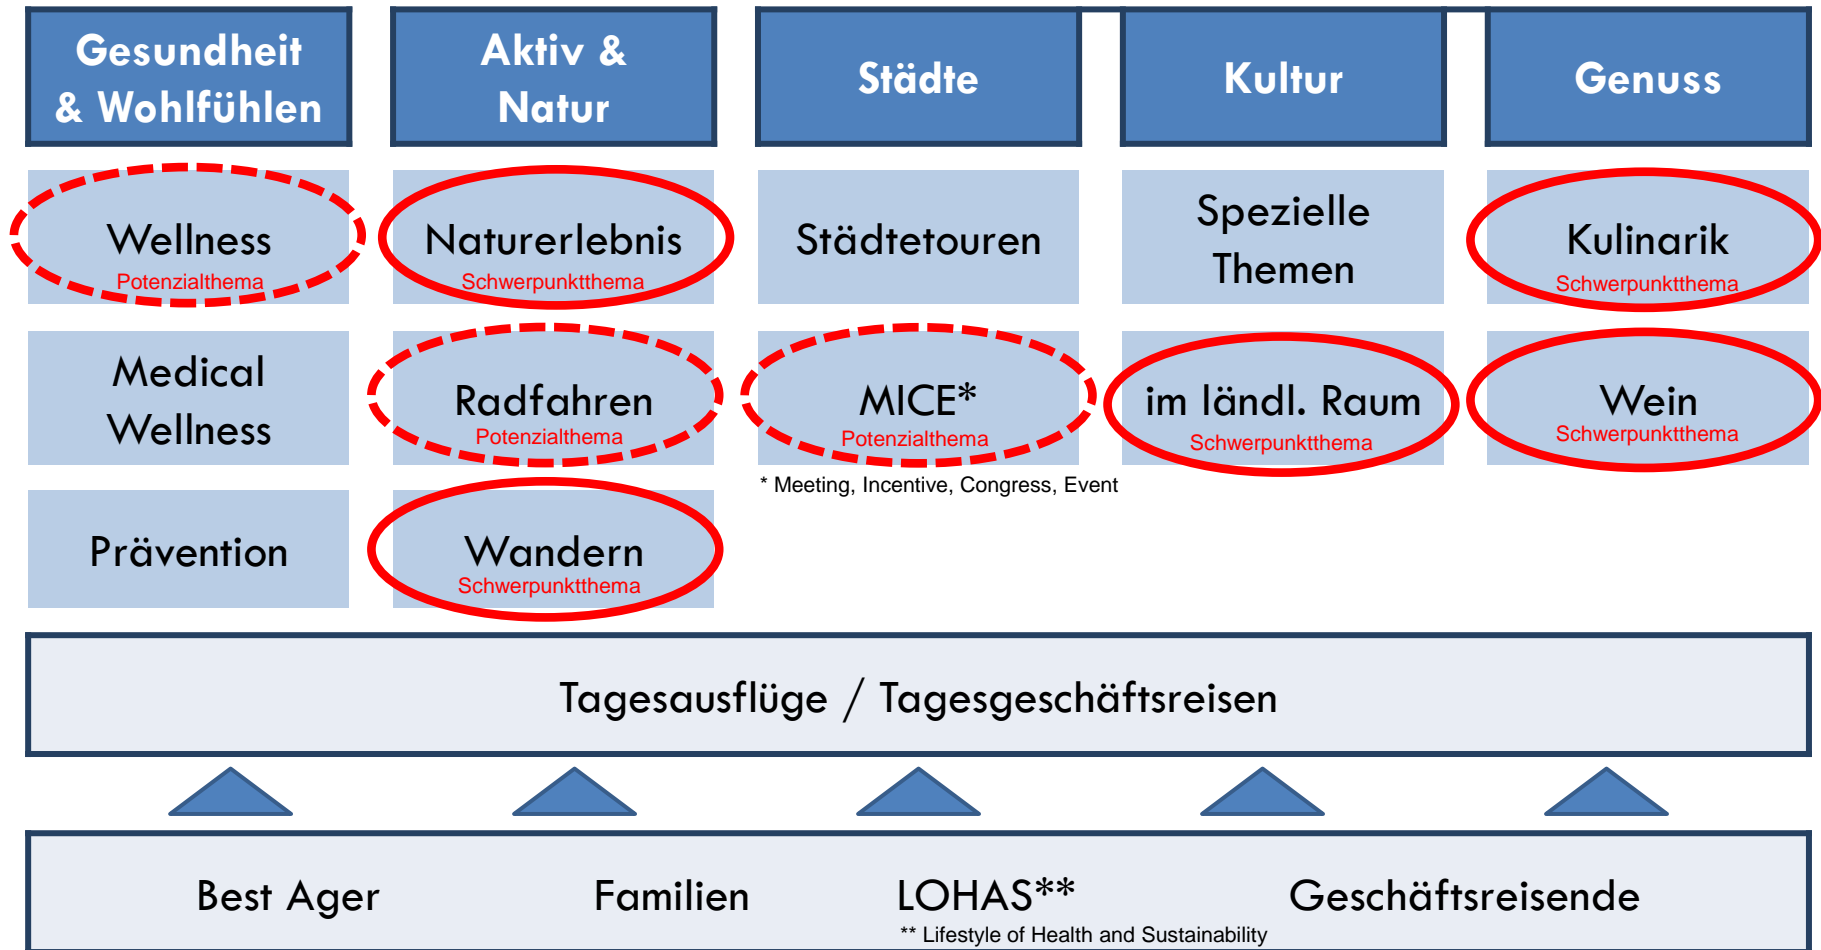 Gesundheit
& Wohlfühlen
Aktiv &
Natur
Städte
Kultur
Genuss
Wellness
Potenzialthema
Naturerlebnis
Schwerpunktthema
Städtetouren
Spezielle
Themen
Kulinarik
Schwerpunktthema
Medical
Wellness
Radfahren
Potenzialthema
MICE*
Potenzialthema
im ländl. Raum
Schwerpunktthema
Wein
Schwerpunktthema
* Meeting, Incentive, Congress, Event
Prävention
Wandern
Schwerpunktthema
Tagesausflüge / Tagesgeschäftsreisen
Best Ager
Familien
LOHAS**
Geschäftsreisende
** Lifestyle of Health and Sustainability